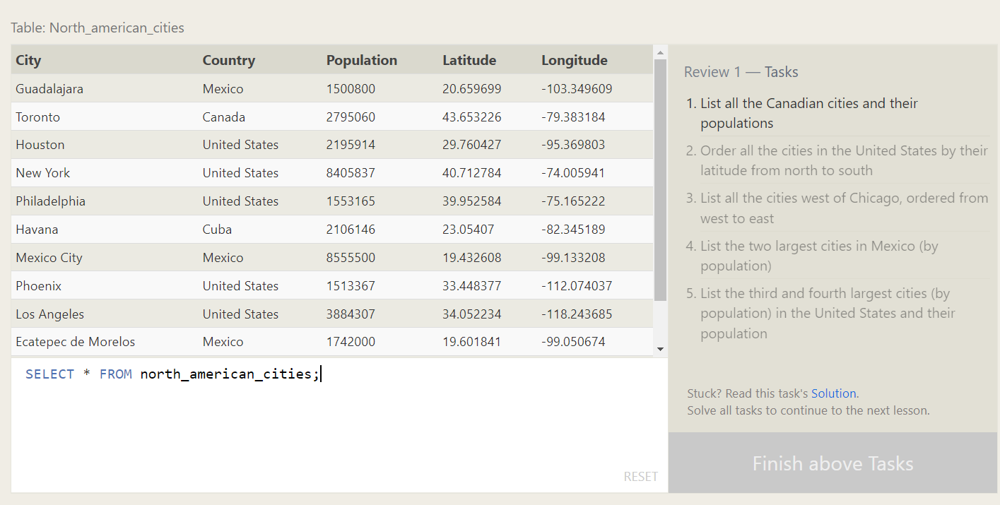 Table: North_american_cities
City Country Population Latitude Longitude
Guadalajara Mexico 1500800 20.659699 -103.349609
Toronto Canada 2795060 43.653226 -79.383184
Houston United States 2195914 29.760427 -95.369803
New York United States 8405837 40.712784 -74.005941
Philadelphia United States 1553165 39.952584 -75.165222
Havana Cuba 2106146 23.05407 -82.345189
Mexico City Mexico 8555500 19.432608 -99.133208
Phoenix United States 1513367 33.448377 -112.074037
Los Angeles United States 3884307 34.052234 -118.243685
Ecatepec de Morelos Mexico 1742000 19.601841 -99.050674
SELECT * FROM north_american_cities;
RESET
Review 1 — Tasks
1. List all the Canadian cities and their
populations
2. Order all the cities in the United States by their
latitude from north to south
3. List all the cities west of Chicago, ordered from
west to east
4. List the two largest cities in Mexico (by
population)
5. List the third and fourth largest cities (by
population) in the United States and their
population
Stuck? Read this task's Solution.
Solve all tasks to continue to the next lesson.
Finish above Tasks